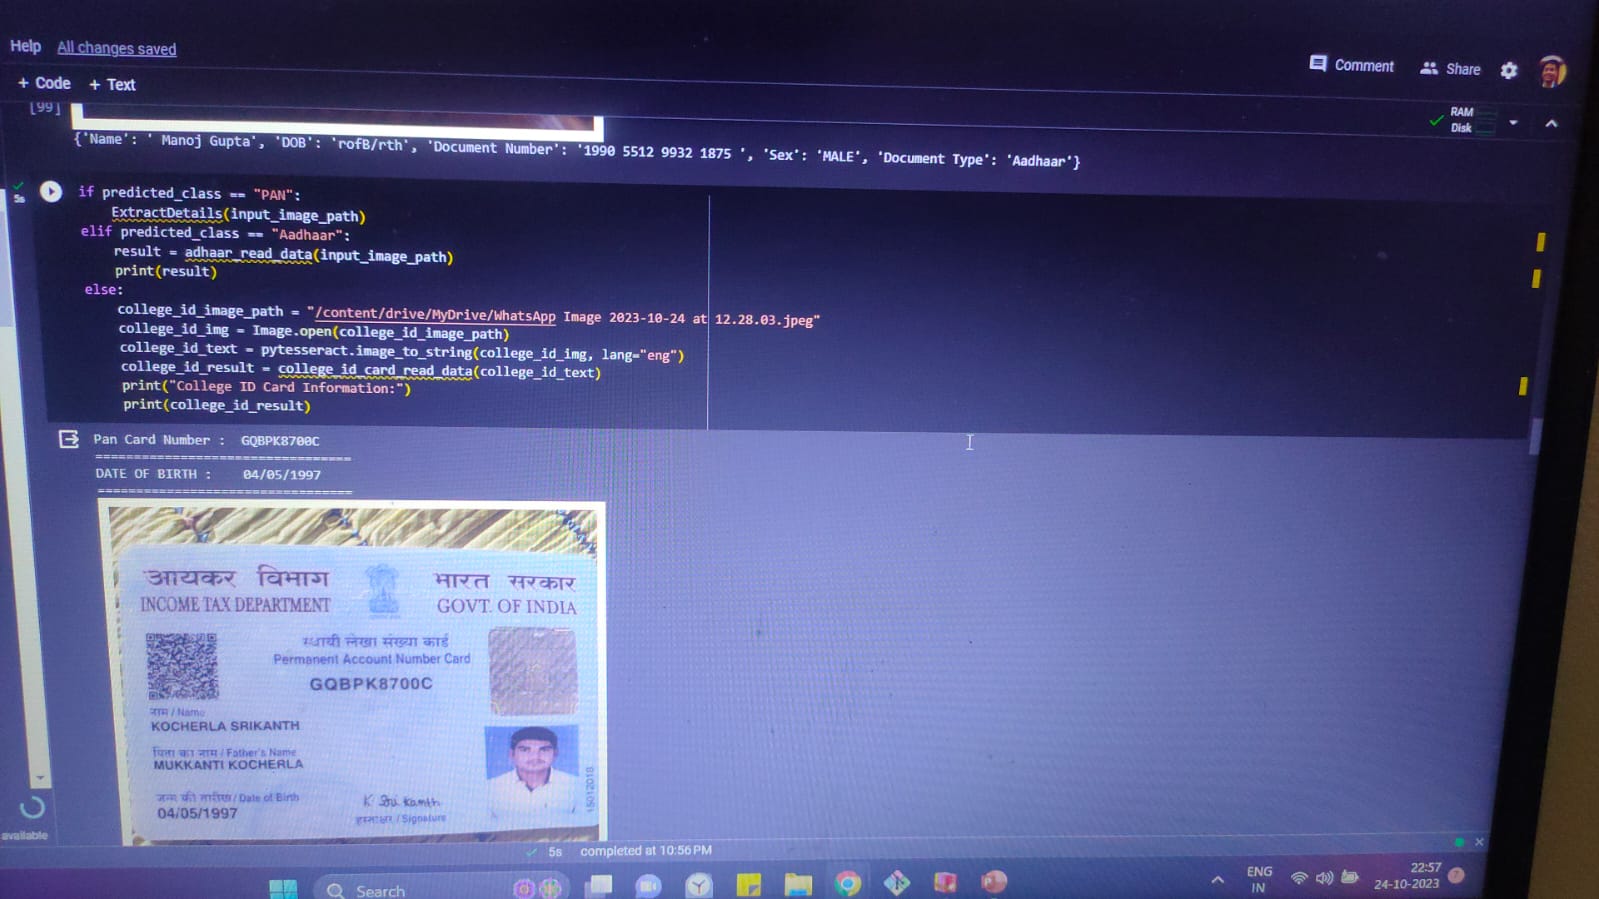 Help All changes saved
Comment Share
+ Code + Text
RAM
Disk
[99]
{'Name': ' Manoj Gupta', 'DOB': 'rofB/rth', 'Document Number': '1990 5512 9932 1875 ', 'Sex': 'MALE', 'Document Type': 'Aadhaar'}
5s
if predicted_class == "PAN":
ExtractDetails(input_image_path)
elif predicted_class == "Aadhaar":
result = adhaar_read_data(input_image_path)
print(result)
else:
college_id_image_path = "/content/drive/MyDrive/WhatsApp Image 2023-10-24 at 12.28.03.jpeg"
college_id_img = Image.open(college_id_image_path)
college_id_text = pytesseract.image_to_string(college_id_img, lang="eng")
college_id_result = college_id_card_read_data(college_id_text)
print("College ID Card Information:")
print(college_id_result)
Pan Card Number : GQBPK8700C
==================================
DATE OF BIRTH : 04/05/1997
==================================
आयकर विभाग भारत सरकार
INCOME TAX DEPARTMENT GOVT. OF INDIA
स्थायी लेखा संख्या कार्ड
Permanent Account Number Card
GQBPK8700C
नाम / Name
KOCHERLA SRIKANTH
पिता का नाम / Father's Name
MUKKANTI KOCHERLA
जन्म की तारीख / Date of Birth
04/05/1997
K Srikanth
हस्ताक्षर / Signature
15012018
available
5s completed at 10:56 PM
Search
ENG
IN
22:57
24-10-2023